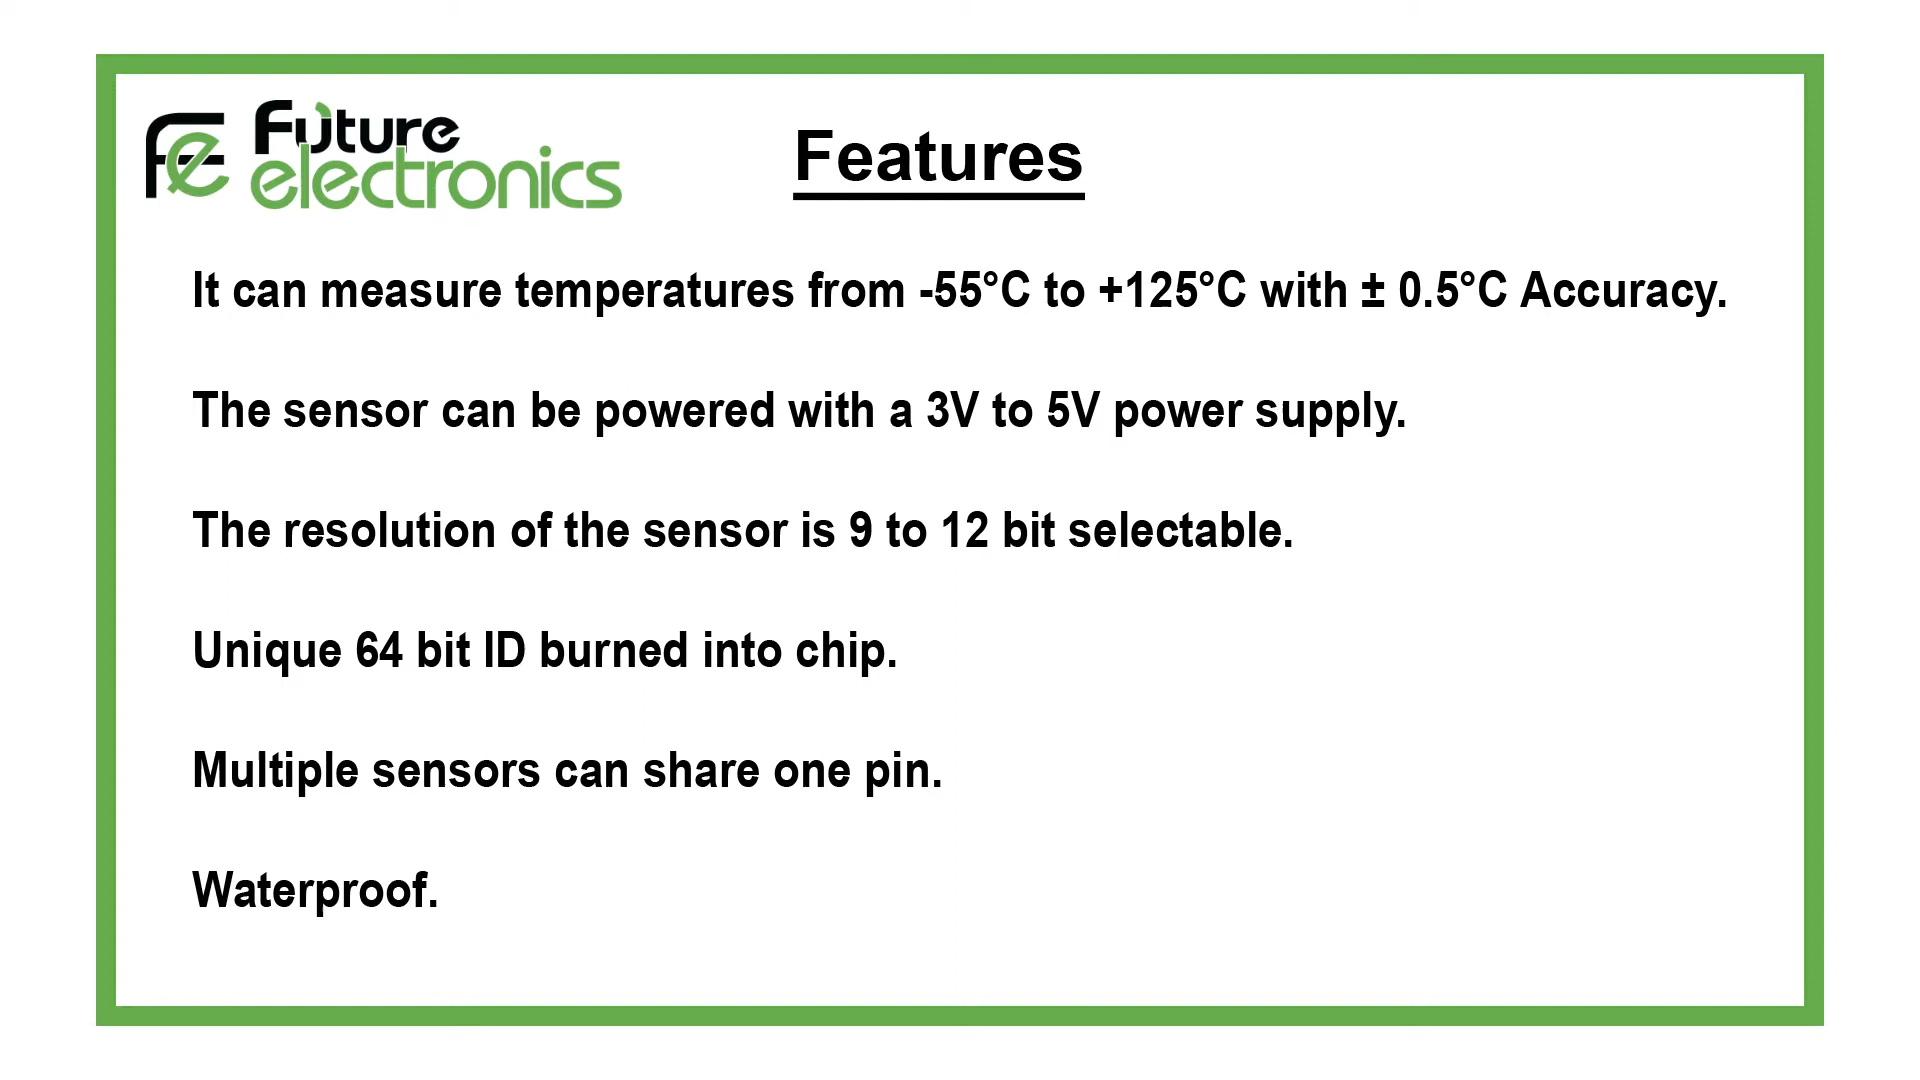 Fe Future
electronics
Features
It can measure temperatures from -55°C to +125°C with ± 0.5°C Accuracy.
The sensor can be powered with a 3V to 5V power supply.
The resolution of the sensor is 9 to 12 bit selectable.
Unique 64 bit ID burned into chip.
Multiple sensors can share one pin.
Waterproof.